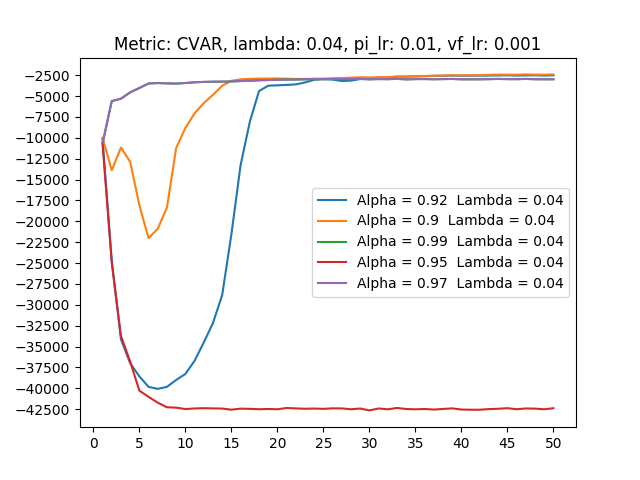 Metric: CVAR, lambda: 0.04, pi_lr: 0.01, vf_lr: 0.001
−2500
−5000
−7500
−10000
−12500
−15000
−17500
−20000
−22500
−25000
−27500
−30000
−32500
−35000
−37500
−40000
−42500
Alpha = 0.92  Lambda = 0.04
Alpha = 0.9  Lambda = 0.04
Alpha = 0.99  Lambda = 0.04
Alpha = 0.95  Lambda = 0.04
Alpha = 0.97  Lambda = 0.04
0 5 10 15 20 25 30 35 40 45 50